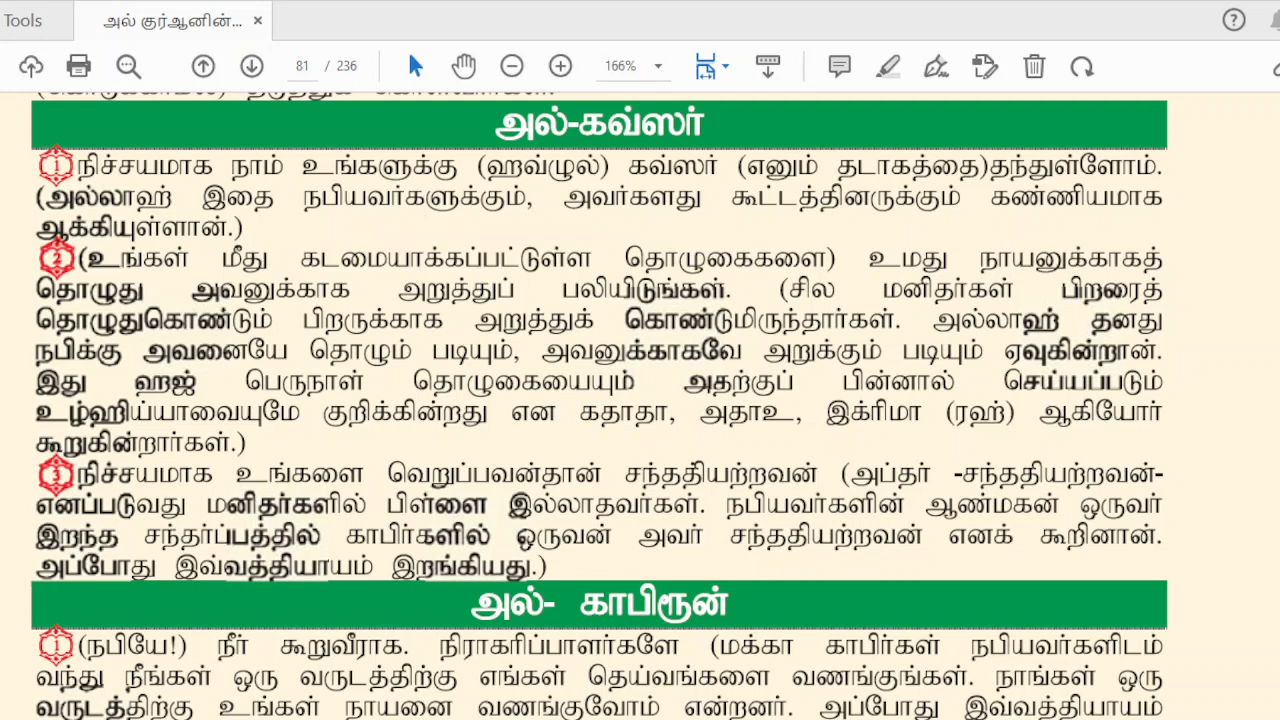 Tools
அல் குர்ஆனின்... ×
81 / 236
166%
அல்-கவ்ஸர்
1 நிச்சயமாக நாம் உங்களுக்கு (ஹவ்ழுல்) கவ்ஸர் (எனும் தடாகத்தை)தந்துள்ளோம்.
(அல்லாஹ் இதை நபியவர்களுக்கும், அவர்களது கூட்டத்தினருக்கும் கண்ணியமாக
ஆக்கியுள்ளான்.)
2 (உங்கள் மீது கடமையாக்கப்பட்டுள்ள தொழுகைகளை) உமது நாயனுக்காகத்
தொழுது அவனுக்காக அறுத்துப் பலியிடுங்கள். (சில மனிதர்கள் பிறரைத்
தொழுதுகொண்டும் பிறருக்காக அறுத்துக் கொண்டுமிருந்தார்கள். அல்லாஹ் தனது
நபிக்கு அவனையே தொழும் படியும், அவனுக்காகவே அறுக்கும் படியும் ஏவுகின்றான்.
இது ஹஜ் பெருநாள் தொழுகையையும் அதற்குப் பின்னால் செய்யப்படும்
உழ்ஹிய்யாவையுமே குறிக்கின்றது என கதாதா, அதாஉ, இக்ரிமா (ரஹ்) ஆகியோர்
கூறுகின்றார்கள்.)
3 நிச்சயமாக உங்களை வெறுப்பவன்தான் சந்ததியற்றவன் (அப்தர் -சந்ததியற்றவன்-
எனப்படுவது மனிதர்களில் பிள்ளை இல்லாதவர்கள். நபியவர்களின் ஆண்மகன் ஒருவர்
இறந்த சந்தர்ப்பத்தில் காபிர்களில் ஒருவன் அவர் சந்ததியற்றவன் எனக் கூறினான்.
அப்போது இவ்வத்தியாயம் இறங்கியது.)
அல்- காபிரூன்
1 (நபியே!) நீர் கூறுவீராக. நிராகரிப்பாளர்களே (மக்கா காபிர்கள் நபியவர்களிடம்
வந்து நீங்கள் ஒரு வருடத்திற்கு எங்கள் தெய்வங்களை வணங்குங்கள். நாங்கள் ஒரு
வருடத்திற்கு உங்கள் நாயனை வணங்குவோம் என்றனர். அப்போது இவ்வத்தியாயம்